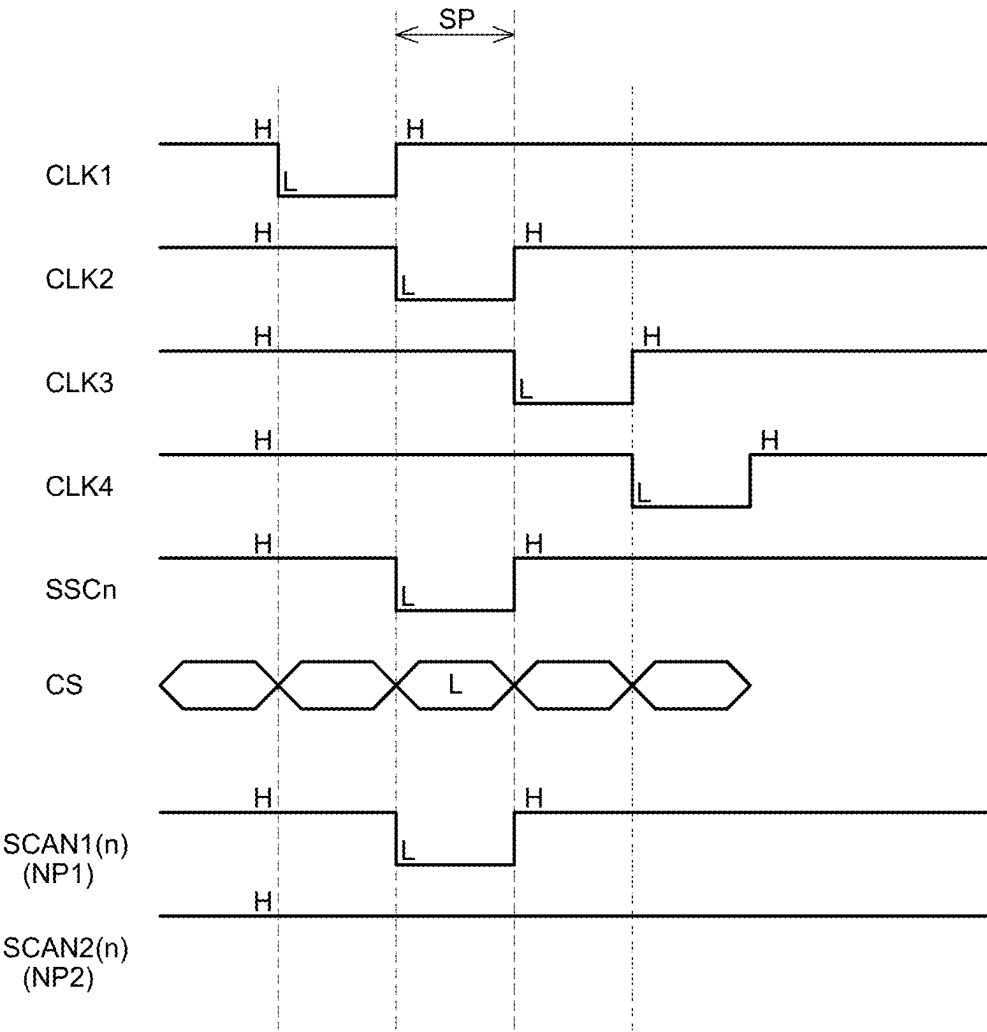 SP
H H
CLK1 L
H H
CLK2 L
H H
CLK3 L
H H
CLK4 L
H H
SSCn L
CS L
H H
SCAN1(n) L
(NP1)
H
SCAN2(n)
(NP2)